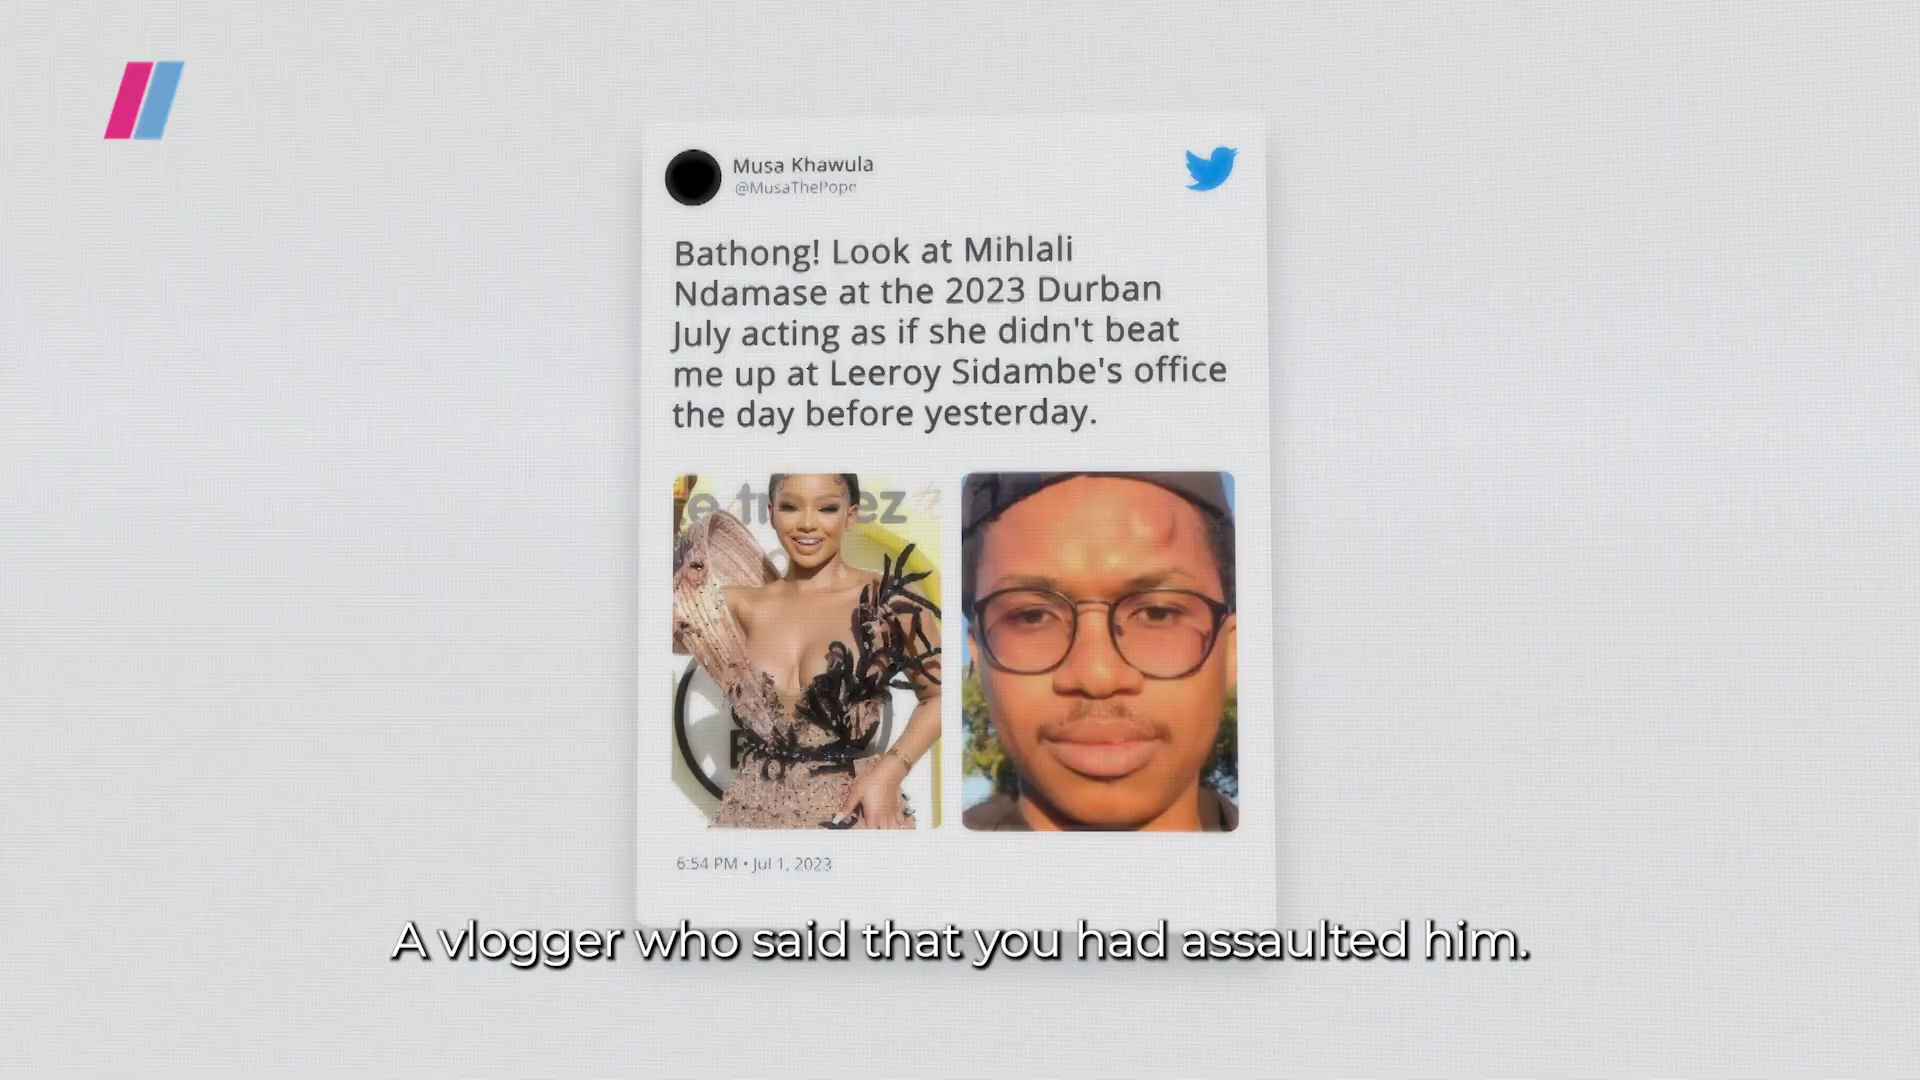 Musa Khawula
@MusaThePope
Bathong! Look at Mihlali
Ndamase at the 2023 Durban
July acting as if she didn't beat
me up at Leeroy Sidambe's office
the day before yesterday.
6:54 PM • Jul 1, 2023
A vlogger who said that you had assaulted him.